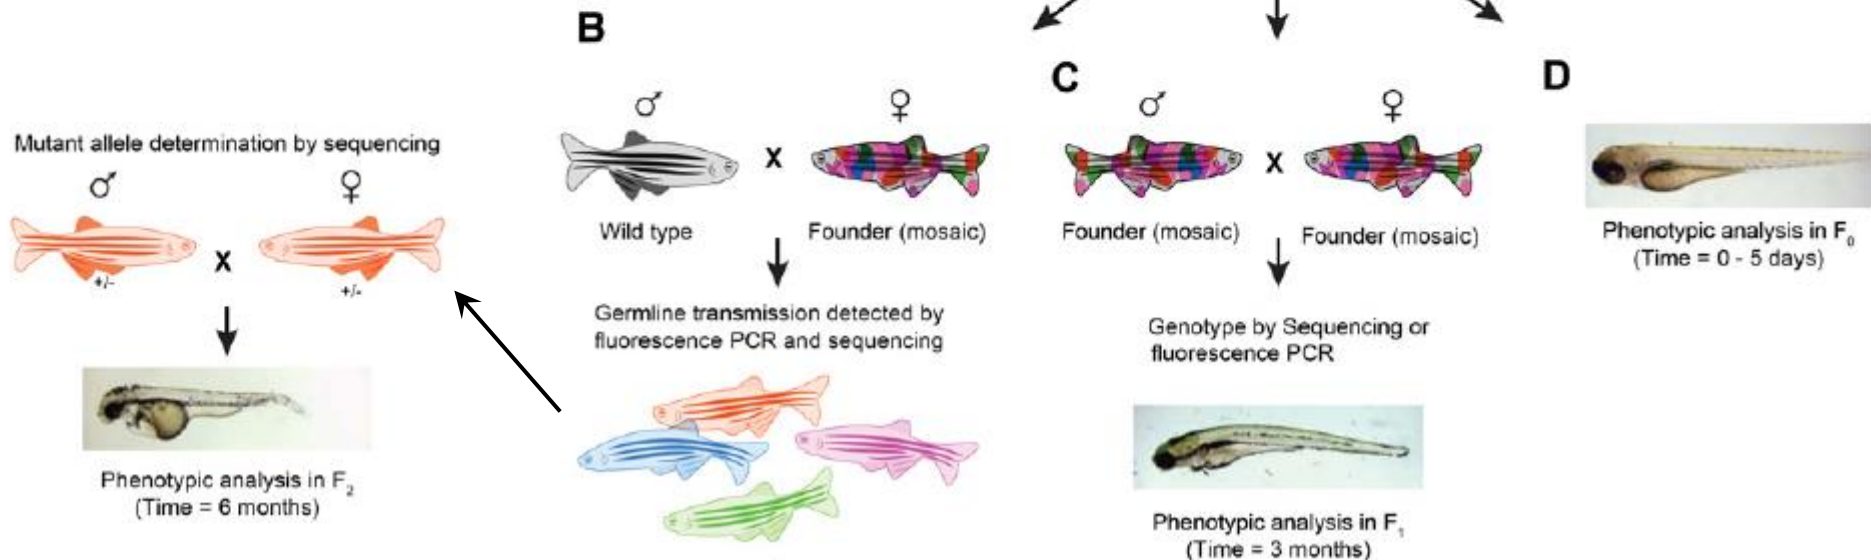 Mutant allele determination by sequencing
♂
♀
+/-
X
+/-
Phenotypic analysis in F₂
(Time = 6 months)
B
♂
♀
X
Wild type
Founder (mosaic)
Germline transmission detected by
fluorescence PCR and sequencing
C
♂
♀
X
Founder (mosaic)
Founder (mosaic)
Genotype by Sequencing or
fluorescence PCR
Phenotypic analysis in F₁
(Time = 3 months)
D
Phenotypic analysis in F₀
(Time = 0 - 5 days)